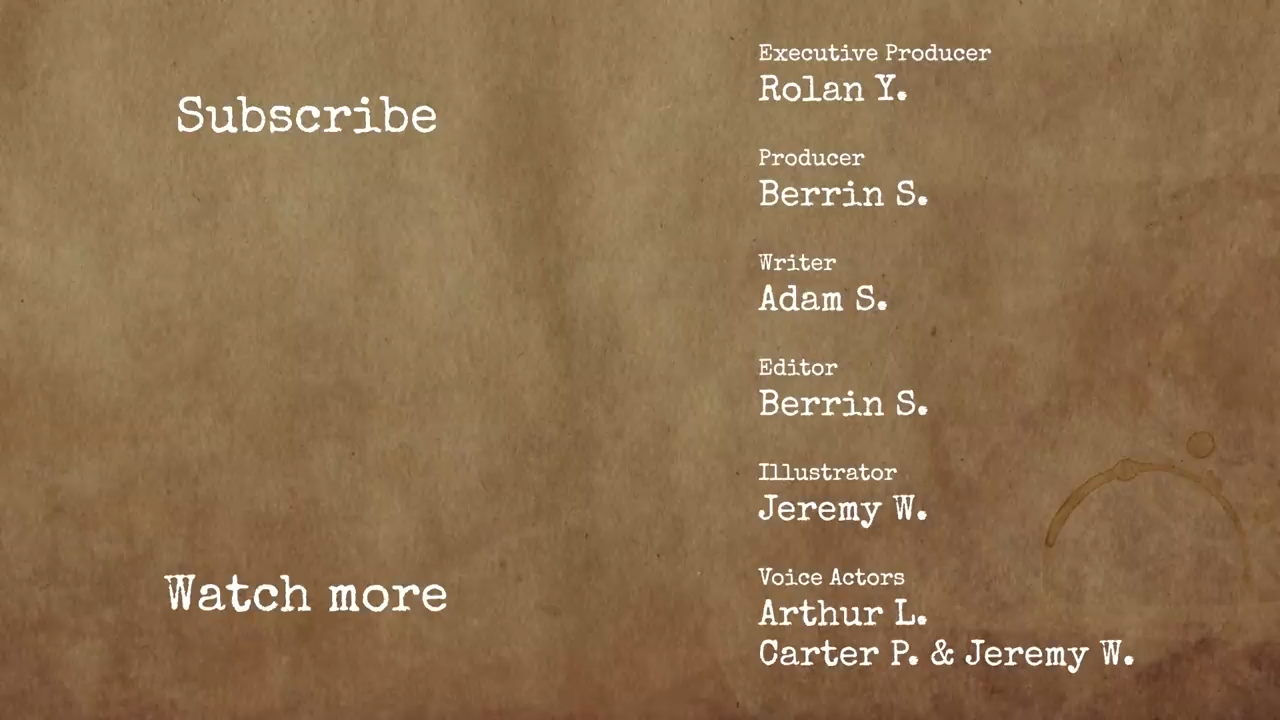 Subscribe
Watch more
Executive Producer
Rolan Y.
Producer
Berrin S.
Writer
Adam S.
Editor
Berrin S.
Illustrator
Jeremy W.
Voice Actors
Arthur L.
Carter P. & Jeremy W.